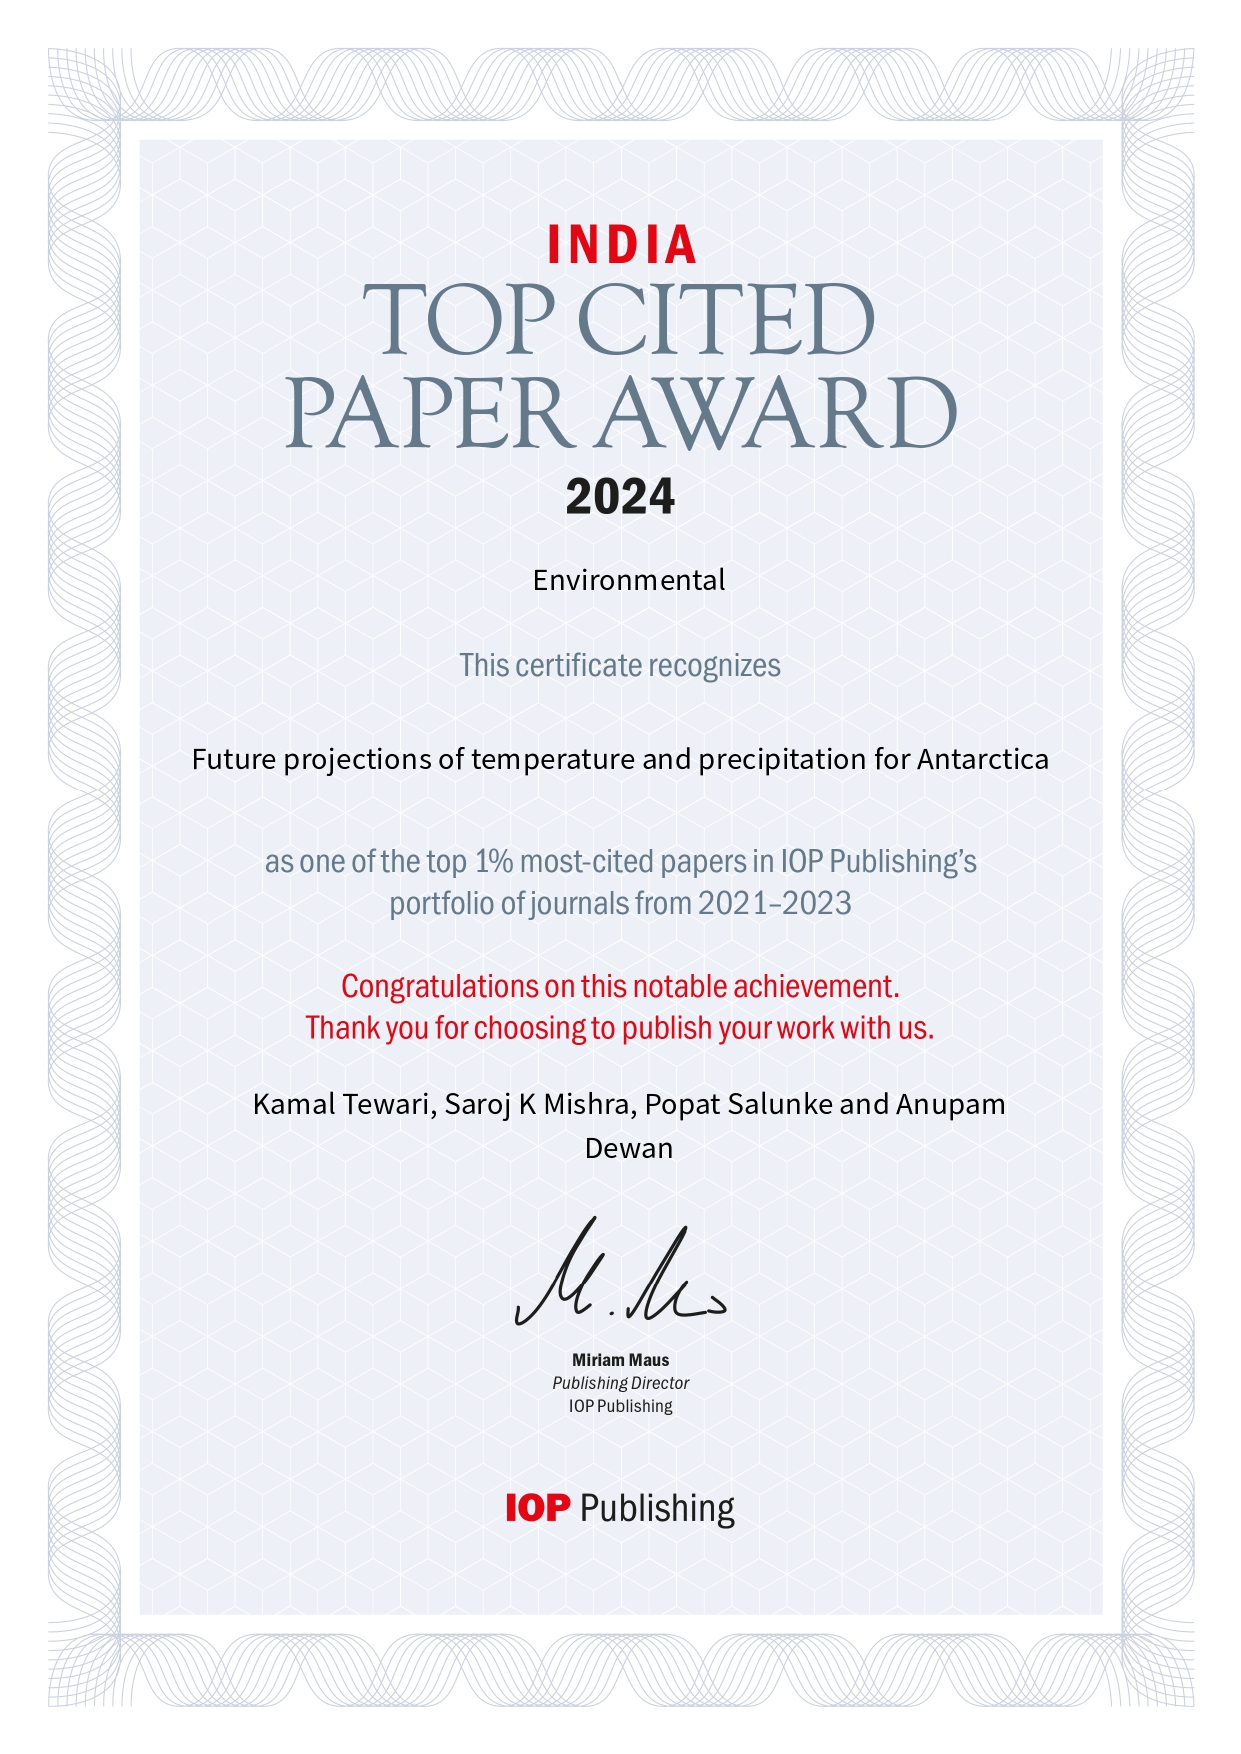 INDIA
TOP CITED
PAPER AWARD
2024
Environmental
This certificate recognizes
Future projections of temperature and precipitation for Antarctica
as one of the top 1% most-cited papers in IOP Publishing’s
portfolio of journals from 2021–2023
Congratulations on this notable achievement.
Thank you for choosing to publish your work with us.
Kamal Tewari, Saroj K Mishra, Popat Salunke and Anupam
Dewan
M. Maus
Miriam Maus
Publishing Director
IOP Publishing
IOP Publishing